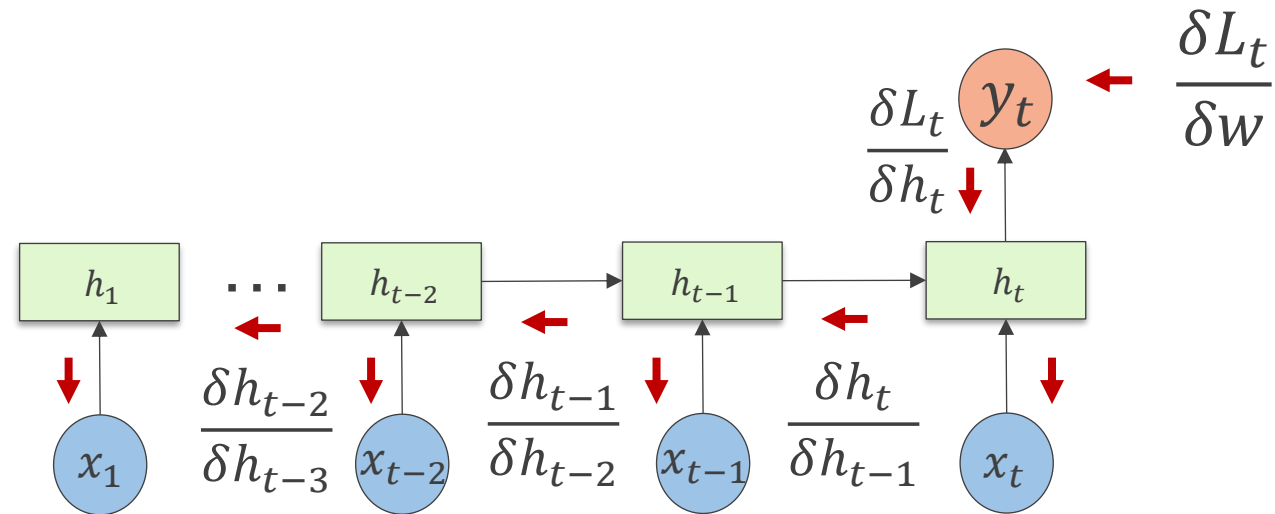 y_t
δL_t / δw
δL_t / δh_t
h_1
...
h_{t-2}
h_{t-1}
h_t
δh_{t-2} / δh_{t-3}
δh_{t-1} / δh_{t-2}
δh_t / δh_{t-1}
x_1
x_{t-2}
x_{t-1}
x_t